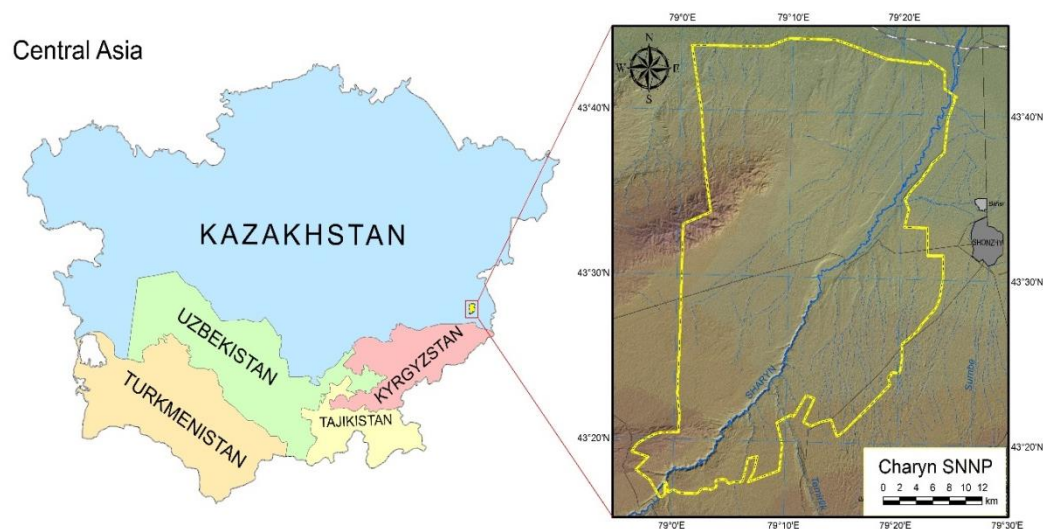 Central Asia
KAZAKHSTAN
UZBEKISTAN
TURKMENISTAN
KYRGYZSTAN
TAJIKISTAN
79°0'E 79°10'E 79°20'E
N
W E
S
43°40'N 43°40'N
SHONZHY
43°30'N 43°30'N
SHARYN
43°20'N 43°20'N
Temirlik
Charyn SNNP
0 2 4 6 8 10 12
km
79°0'E 79°10'E 79°20'E 79°30'E